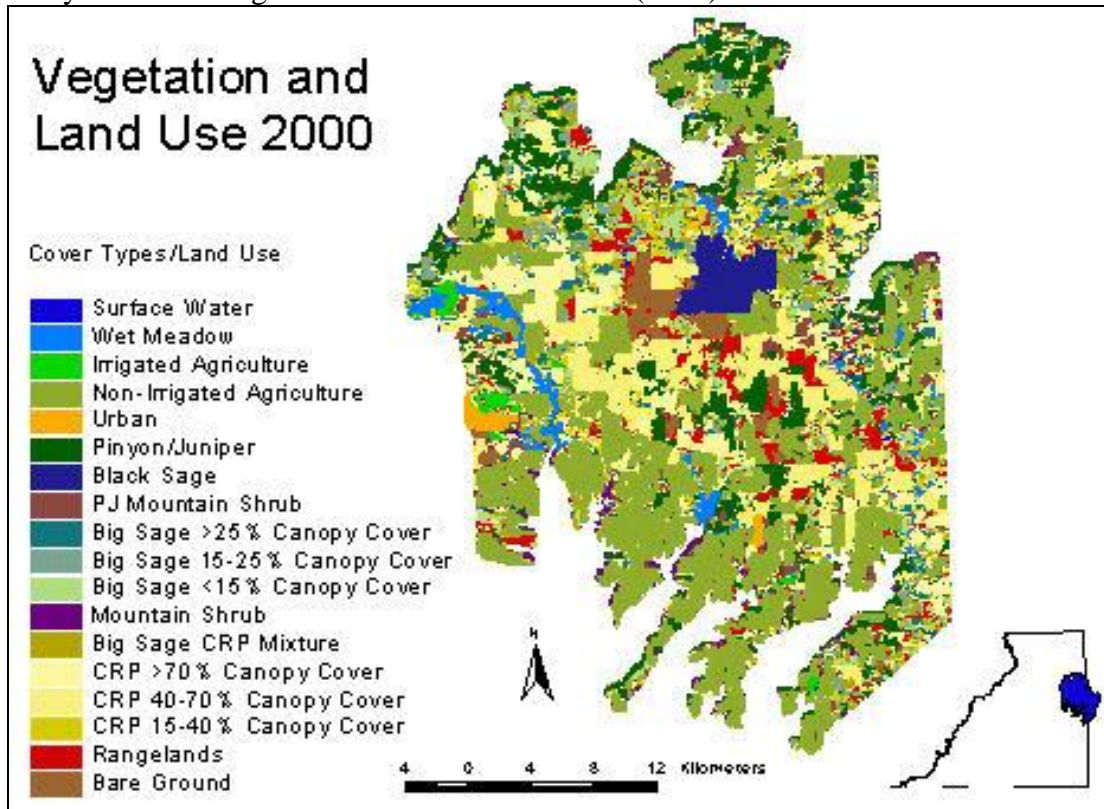 Vegetation and
Land Use 2000
Cover Types/Land Use
Surface Water
Wet Meadow
Irrigated Agriculture
Non-Irrigated Agriculture
Urban
Pinyon/Juniper
Black Sage
PJ Mountain Shrub
Big Sage >25% Canopy Cover
Big Sage 15-25% Canopy Cover
Big Sage <15% Canopy Cover
Mountain Shrub
Big Sage CRP Mixture
CRP >70% Canopy Cover
CRP 40-70% Canopy Cover
CRP 15-40% Canopy Cover
Rangelands
Bare Ground
N
4 0 4 8 12 Kilometers